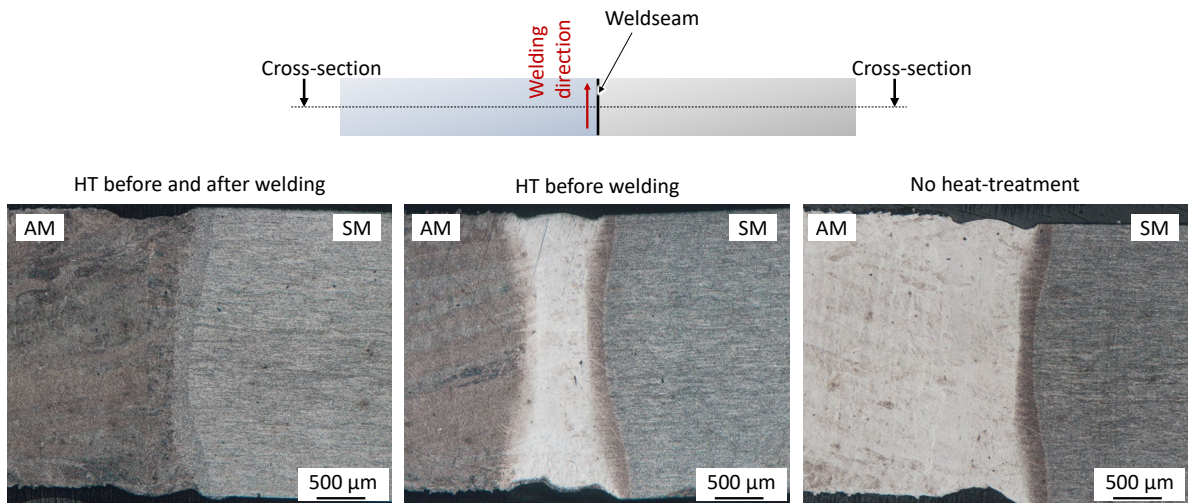 Weldseam
Welding
direction
Cross-section
Cross-section
HT before and after welding
HT before welding
No heat-treatment
AM
SM
AM
SM
AM
SM
500 µm
500 µm
500 µm